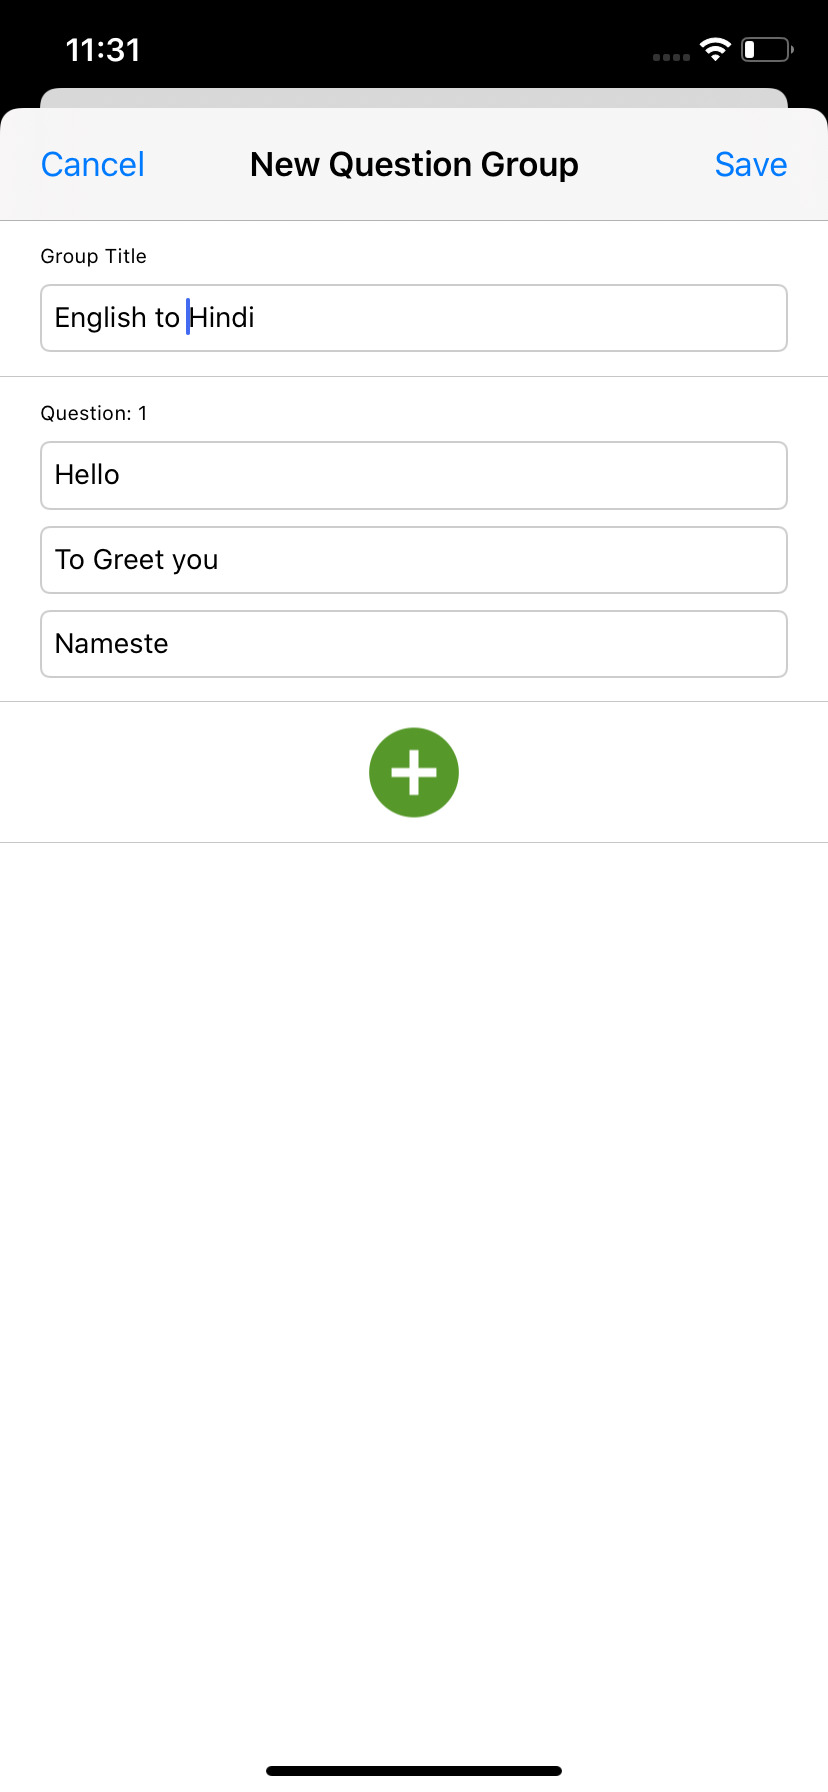 11:31
Cancel New Question Group Save
Group Title
English to Hindi
Question: 1
Hello
To Greet you
Nameste